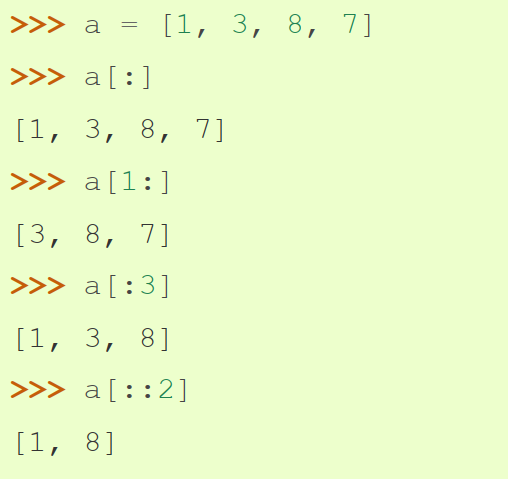 >>> a = [1, 3, 8, 7]
>>> a[:]
[1, 3, 8, 7]
>>> a[1:]
[3, 8, 7]
>>> a[:3]
[1, 3, 8]
>>> a[::2]
[1, 8]